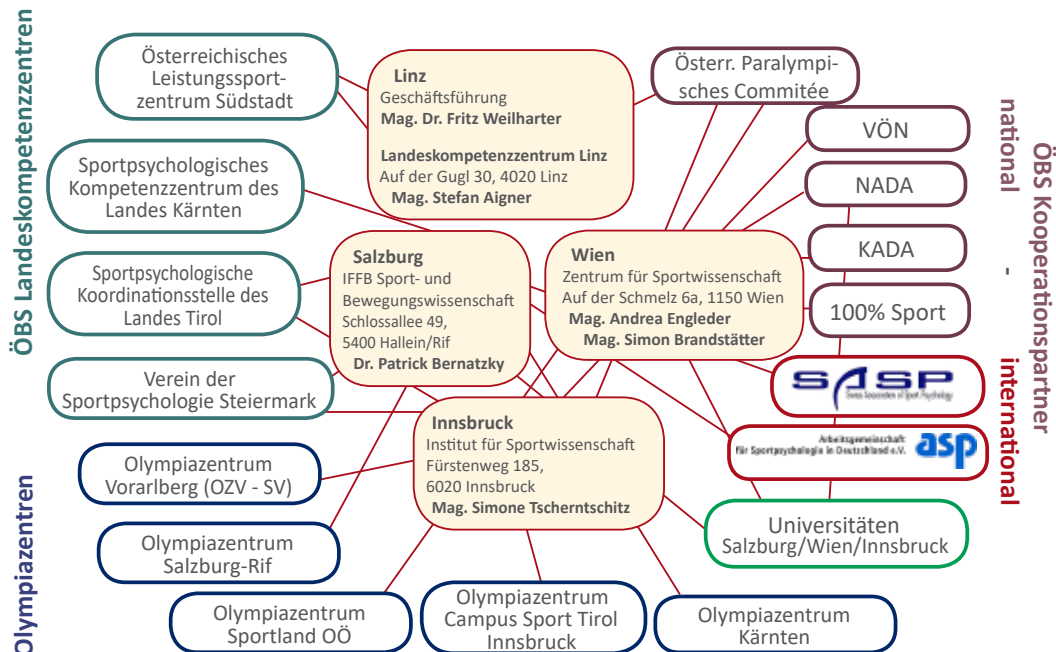 ÖBS Landeskompetenzzentren
Österreichisches
Leistungssport-
zentrum Südstadt
Sportpsychologisches
Kompetenzzentrum des
Landes Kärnten
Sportpsychologische
Koordinationsstelle des
Landes Tirol
Verein der
Sportpsychologie Steiermark
Linz
Geschäftsführung
Mag. Dr. Fritz Weilharter
Landeskompetenzzentrum Linz
Auf der Gugl 30, 4020 Linz
Mag. Stefan Aigner
Salzburg
IFFB Sport- und
Bewegungswissenschaft
Schlossallee 49,
5400 Hallein/Rif
Dr. Patrick Bernatzky
Wien
Zentrum für Sportwissenschaft
Auf der Schmelz 6a, 1150 Wien
Mag. Andrea Engleder
Mag. Simon Brandstätter
Innsbruck
Institut für Sportwissenschaft
Fürstenweg 185,
6020 Innsbruck
Mag. Simone Tscherntschitz
ÖBS Kooperationspartner
national - international
Österr. Paralympi-
sches Commitée
VÖN
NADA
KADA
100% Sport
SASP
Swiss Association of Sport Psychology
Arbeitsgemeinschaft
für Sportpsychologie in Deutschland e.V.
asp
Universitäten
Salzburg/Wien/Innsbruck
Olympiazentren
Olympiazentrum
Vorarlberg (OZV - SV)
Olympiazentrum
Salzburg-Rif
Olympiazentrum
Sportland OÖ
Olympiazentrum
Campus Sport Tirol
Innsbruck
Olympiazentrum
Kärnten